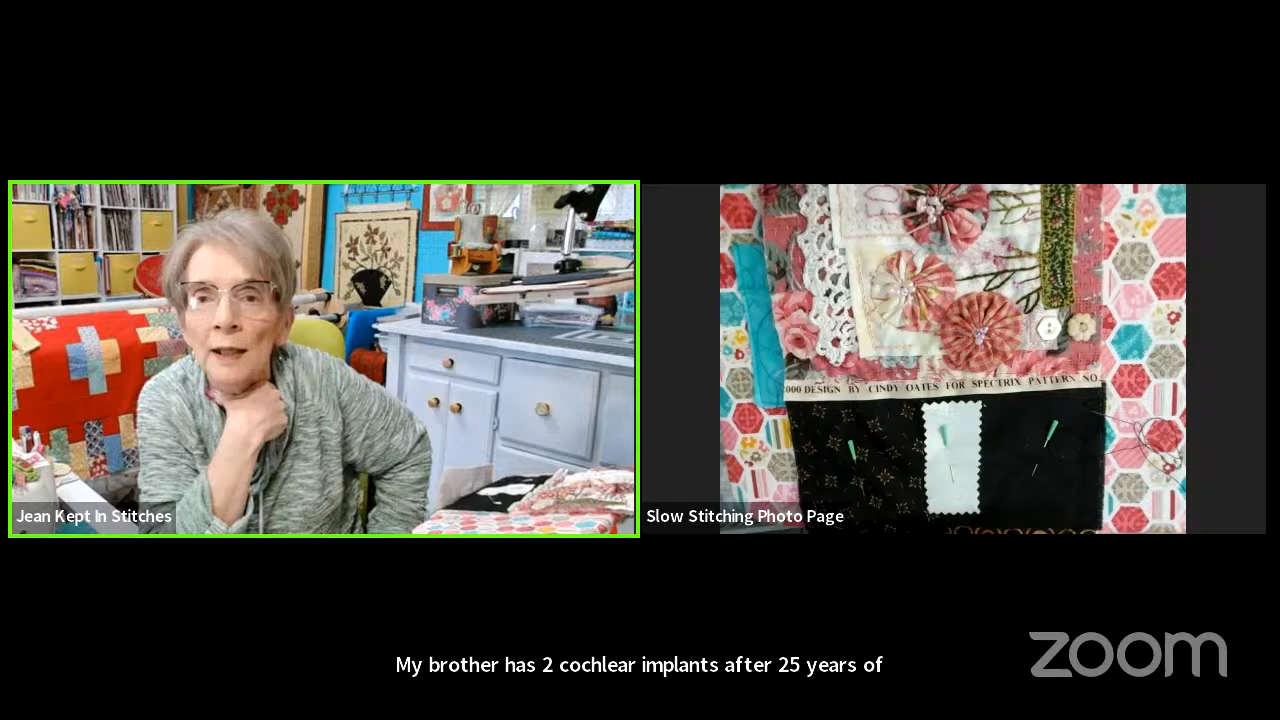 Jean Kept In Stitches
2000 DESIGN BY CINDY OATES FOR SPECTRIX PATTERN NO
Slow Stitching Photo Page
My brother has 2 cochlear implants after 25 years of
zoom